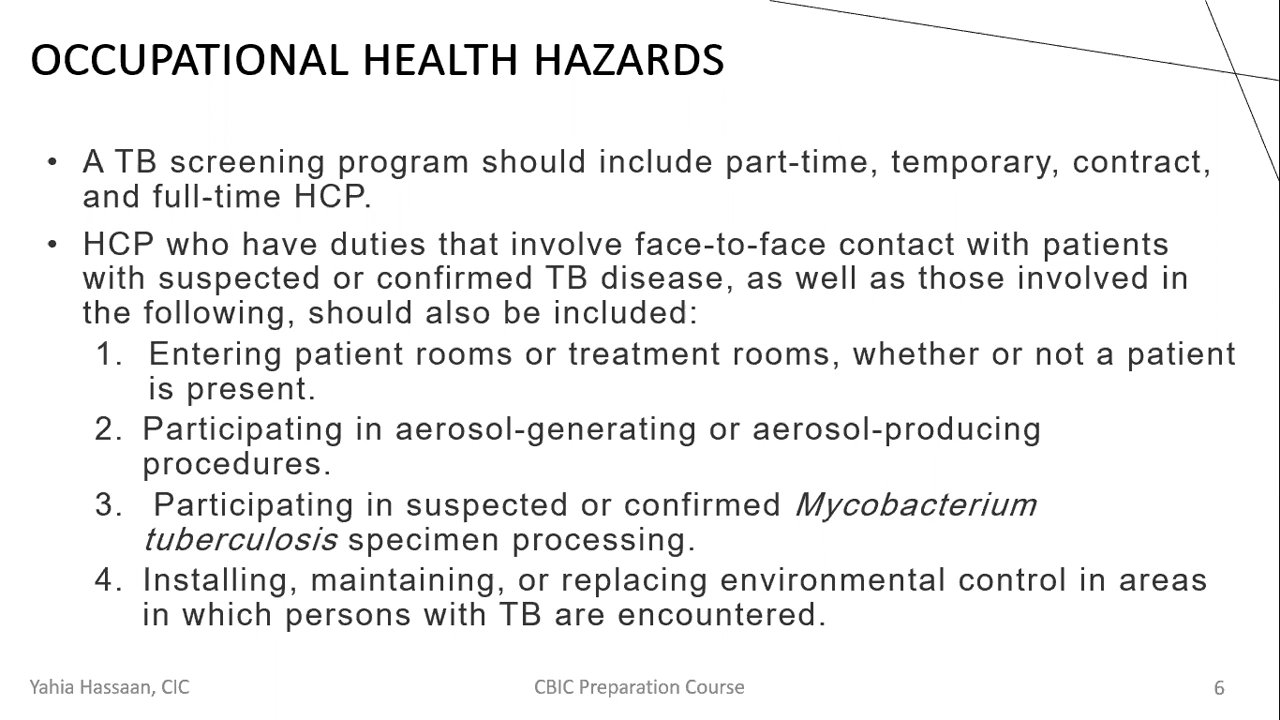 OCCUPATIONAL HEALTH HAZARDS
• A TB screening program should include part-time, temporary, contract,
and full-time HCP.
• HCP who have duties that involve face-to-face contact with patients
with suspected or confirmed TB disease, as well as those involved in
the following, should also be included:
1. Entering patient rooms or treatment rooms, whether or not a patient
is present.
2. Participating in aerosol-generating or aerosol-producing
procedures.
3. Participating in suspected or confirmed Mycobacterium
tuberculosis specimen processing.
4. Installing, maintaining, or replacing environmental control in areas
in which persons with TB are encountered.
Yahia Hassaan, CIC
CBIC Preparation Course
6